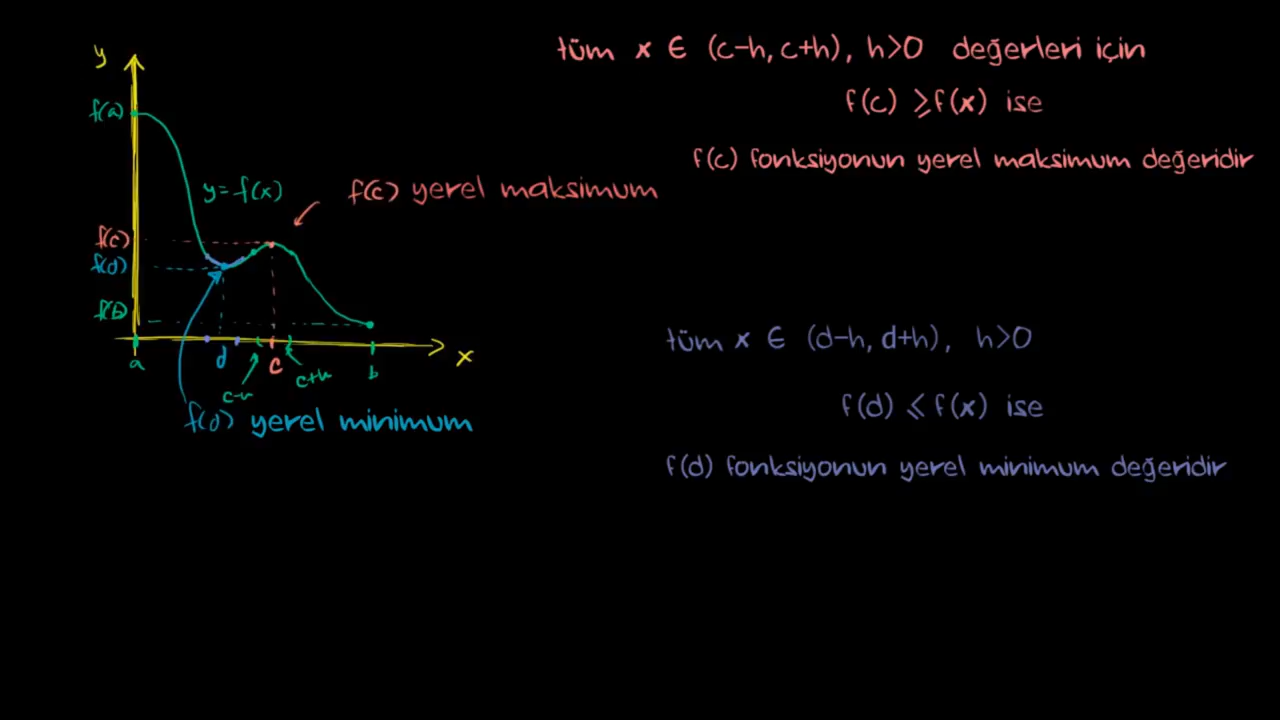 y
f(a)
y=f(x)
f(c) yerel maksimum
f(c)
f(d)
f(b)
a
d
c
b
x
c-h
c+h
f(d) yerel minimum
tüm x ∈ (c-h, c+h), h>0 değerleri için
f(c) ≥ f(x) ise
f(c) fonksiyonun yerel maksimum değeridir
tüm x ∈ (d-h, d+h), h>0
f(d) ≤ f(x) ise
f(d) fonksiyonun yerel minimum değeridir